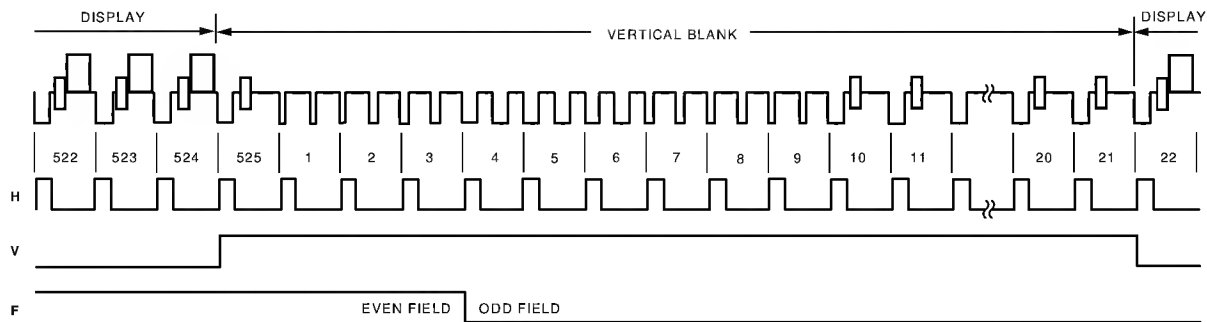 DISPLAY
VERTICAL BLANK
DISPLAY
522 523 524 525 1 2 3 4 5 6 7 8 9 10 11 20 21 22
H
V
F
EVEN FIELD ODD FIELD